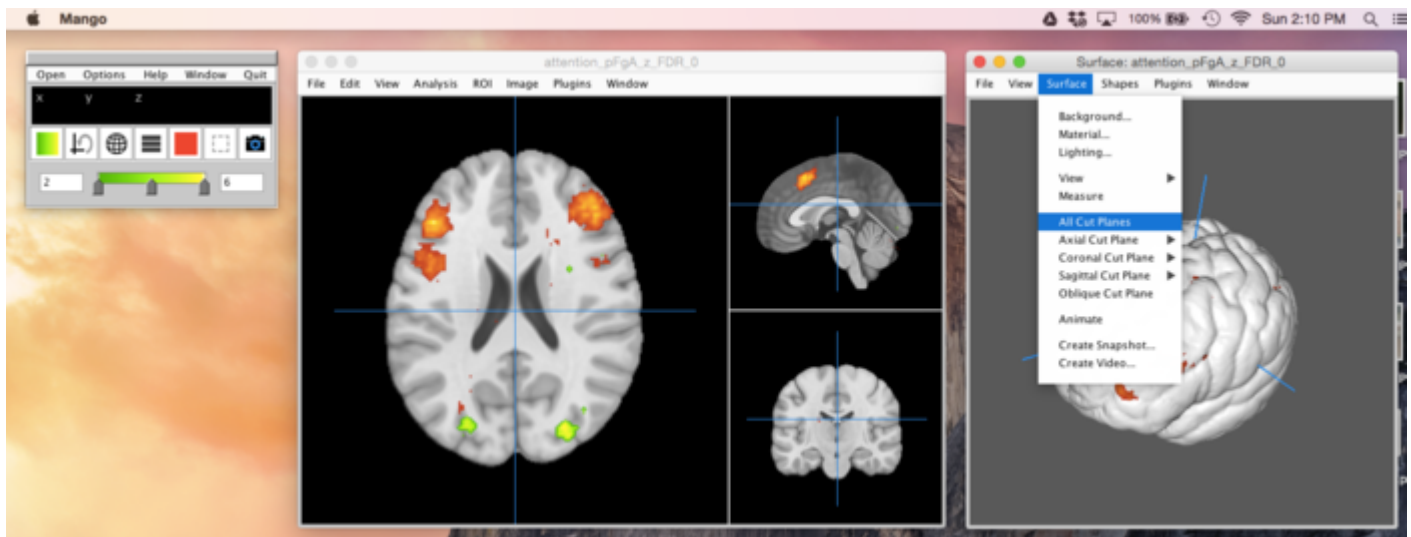 Mango
100%
Sun 2:10 PM
Open Options Help Window Quit
x y z
2
6
attention_pFgA_z_FDR_0
File Edit View Analysis ROI Image Plugins Window
Surface: attention_pFgA_z_FDR_0
File View Surface Shapes Plugins Window
Background...
Material...
Lighting...
View
Measure
All Cut Planes
Axial Cut Plane
Coronal Cut Plane
Sagittal Cut Plane
Oblique Cut Plane
Animate
Create Snapshot...
Create Video...